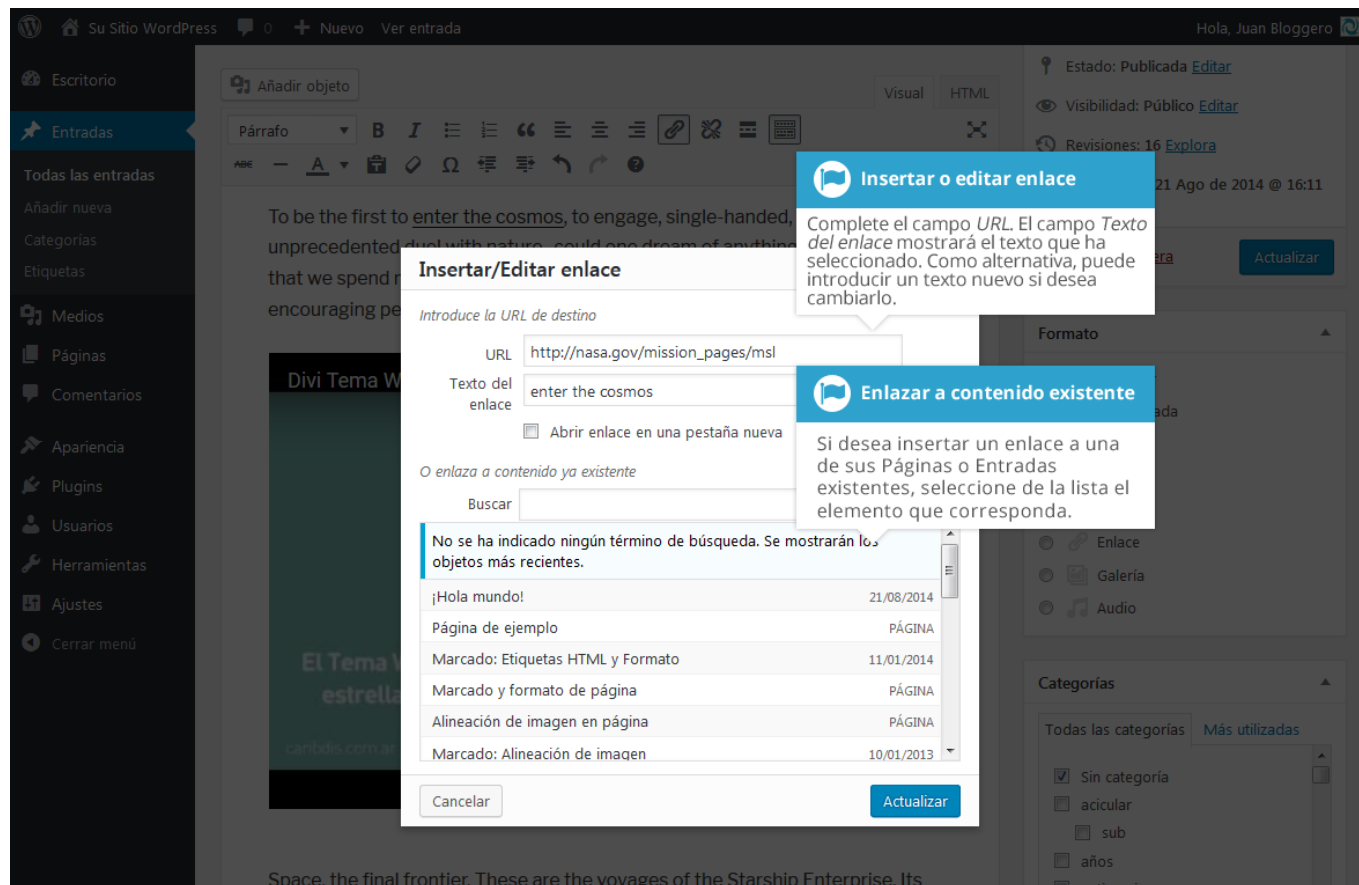 Su Sitio WordPress 0 Nuevo Ver entrada Hola, Juan Bloggero
Escritorio
Entradas
Todas las entradas
Añadir nueva
Categorías
Etiquetas
Medios
Páginas
Comentarios
Apariencia
Plugins
Usuarios
Herramientas
Ajustes
Cerrar menú
Añadir objeto
Visual HTML
Párrafo
B I
ABC A Ω
To be the first to enter the cosmos, to engage, single-handed,
unprecedented duel with nature—could one dream of anything
that we spend
encouraging
Divi Tema W
El Tema
estrella
caribdis.com.ar
Space, the final frontier. These are the voyages of the Starship Enterprise. Its
Insertar/Editar enlace
Introduce la URL de destino
URL http://nasa.gov/mission_pages/msl
Texto del
enlace
enter the cosmos
Abrir enlace en una pestaña nueva
O enlaza a contenido ya existente
Buscar
No se ha indicado ningún término de búsqueda. Se mostrarán los
objetos más recientes.
¡Hola mundo! 21/08/2014
Página de ejemplo PÁGINA
Marcado: Etiquetas HTML y Formato 11/01/2014
Marcado y formato de página PÁGINA
Alineación de imagen en página PÁGINA
Marcado: Alineación de imagen 10/01/2013
Cancelar Actualizar
Insertar o editar enlace
Complete el campo URL. El campo Texto
del enlace mostrará el texto que ha
seleccionado. Como alternativa, puede
introducir un texto nuevo si desea
cambiarlo.
Enlazar a contenido existente
Si desea insertar un enlace a una
de sus Páginas o Entradas
existentes, seleccione de la lista el
elemento que corresponda.
Estado: Publicada Editar
Visibilidad: Público Editar
Revisiones: 16 Explora
21 Ago de 2014 @ 16:11
Actualizar
Formato
Enlace
Galería
Audio
Categorías
Todas las categorías Más utilizadas
Sin categoría
acicular
sub
años